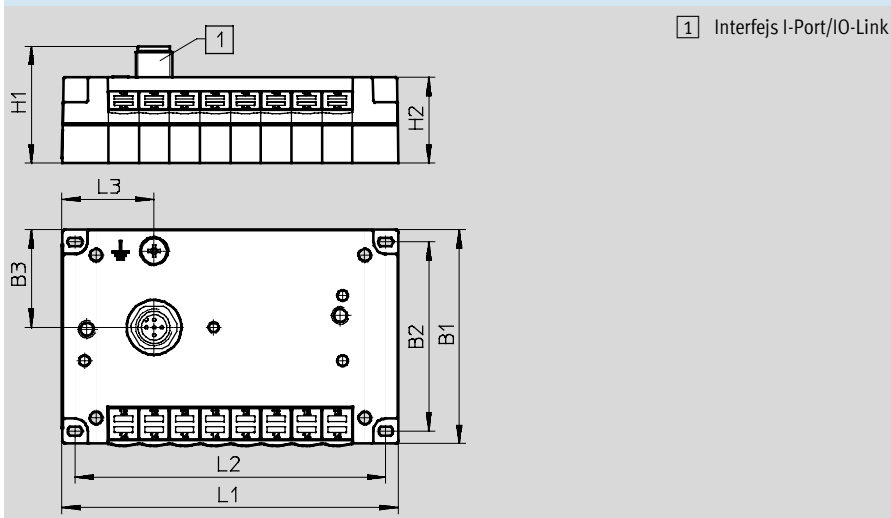 1 Interfejs I-Port/IO-Link
1
H1
H2
L3
B3
B2
B1
L2
L1